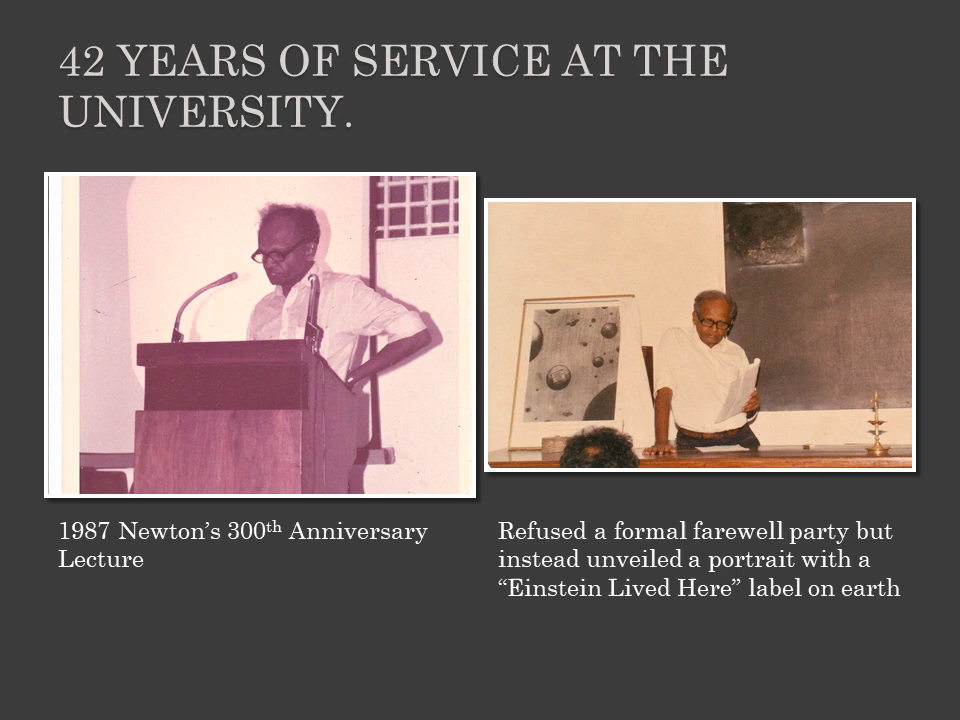 42 YEARS OF SERVICE AT THE
UNIVERSITY.
1987 Newton’s 300th Anniversary
Lecture
Refused a formal farewell party but
instead unveiled a portrait with a
“Einstein Lived Here” label on earth